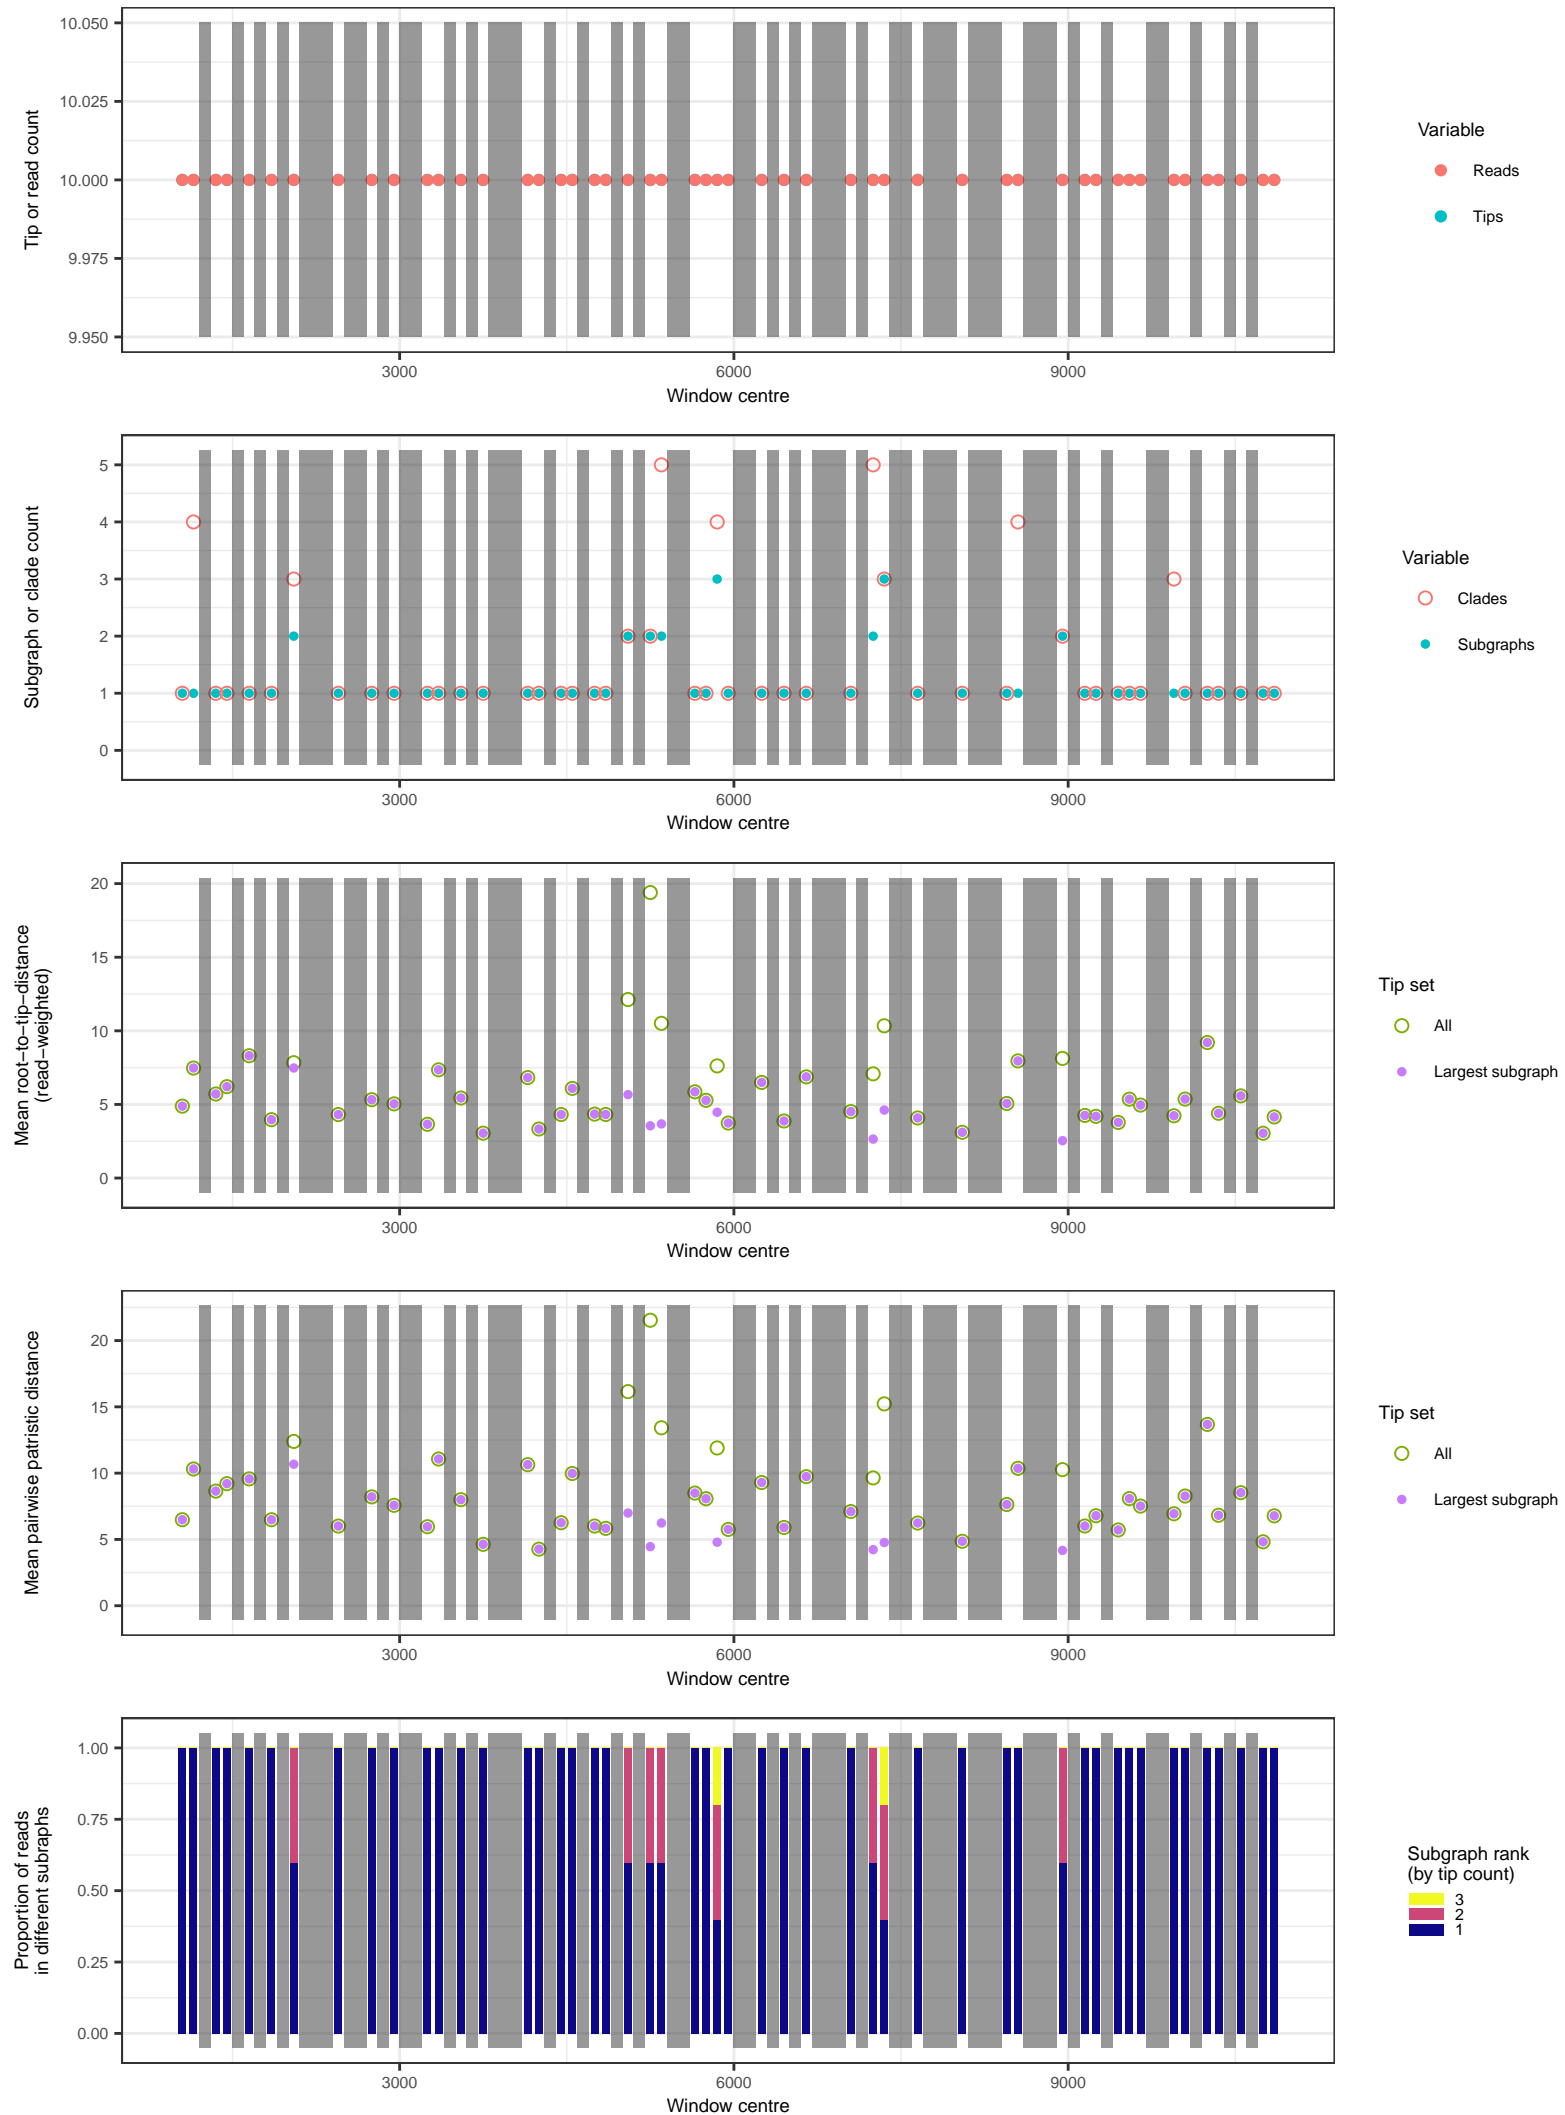 10.050
10.025
10.000
9.975
9.950
Tip or read count
3000
6000
9000
Window centre
Variable
Reads
Tips
5
4
3
2
1
0
Subgraph or clade count
3000
6000
9000
Window centre
Variable
Clades
Subgraphs
20
15
10
5
0
Mean root−to−tip−distance
(read−weighted)
3000
6000
9000
Window centre
Tip set
All
Largest subgraph
20
15
10
5
0
Mean pairwise patristic distance
3000
6000
9000
Window centre
Tip set
All
Largest subgraph
1.00
0.75
0.50
0.25
0.00
Proportion of reads
in different subraphs
3000
6000
9000
Window centre
Subgraph rank
(by tip count)
3
2
1